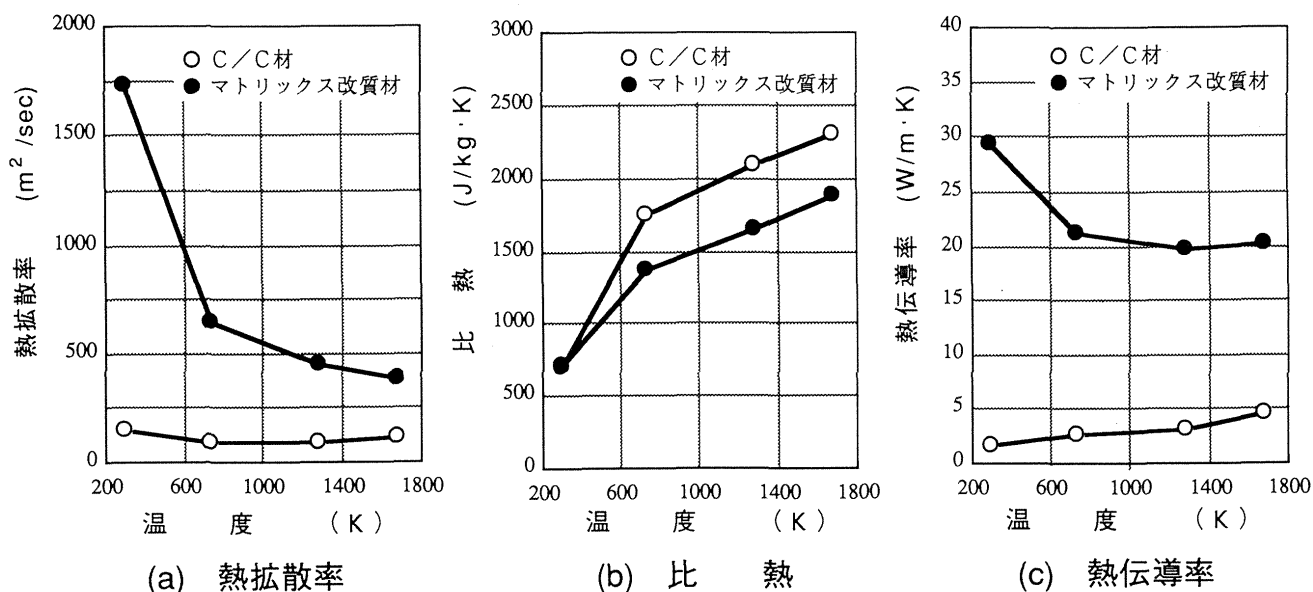 2000
1500
1000
500
0
200 600 1000 1400 1800
熱拡散率 (m²/sec)
○ C／C材
● マトリックス改質材
温 度 (K)
(a) 熱拡散率
3000
2500
2000
1500
1000
500
0
200 600 1000 1400 1800
比 熱 (J/kg·K)
○ C／C材
● マトリックス改質材
温 度 (K)
(b) 比 熱
40
35
30
25
20
15
10
5
0
200 600 1000 1400 1800
熱伝導率 (W/m·K)
○ C／C材
● マトリックス改質材
温 度 (K)
(c) 熱伝導率